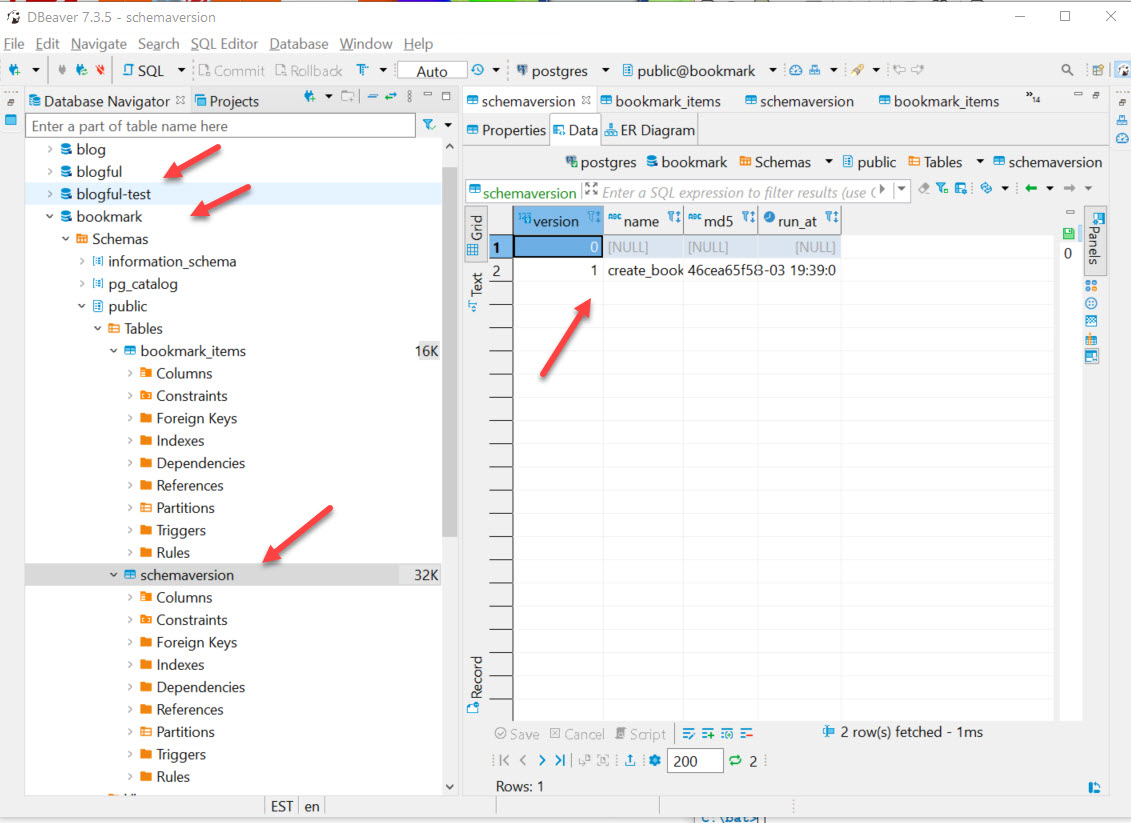 DBeaver 7.3.5 - schemaversion
File Edit Navigate Search SQL Editor Database Window Help
SQL Commit Rollback Auto postgres public@bookmark
Database Navigator Projects
schemaversion bookmark_items schemaversion bookmark_items 14
Enter a part of table name here
Properties Data ER Diagram
postgres bookmark Schemas public Tables schemaversion
schemaversion Enter a SQL expression to filter results (use C
blog
blogful
blogful-test
bookmark
Schemas
information_schema
pg_catalog
public
Tables
bookmark_items 16K
Columns
Constraints
Foreign Keys
Indexes
Dependencies
References
Partitions
Triggers
Rules
schemaversion 32K
Columns
Constraints
Foreign Keys
Indexes
Dependencies
References
Partitions
Triggers
Rules
Grid
Text
Record
123 version ABC name ABC md5 run_at
1 0 [NULL] [NULL] [NULL]
2 1 create_book 46cea65f58-03 19:39:0
Panels
0
Save Cancel Script 2 row(s) fetched - 1ms
200 2
Rows: 1
EST en